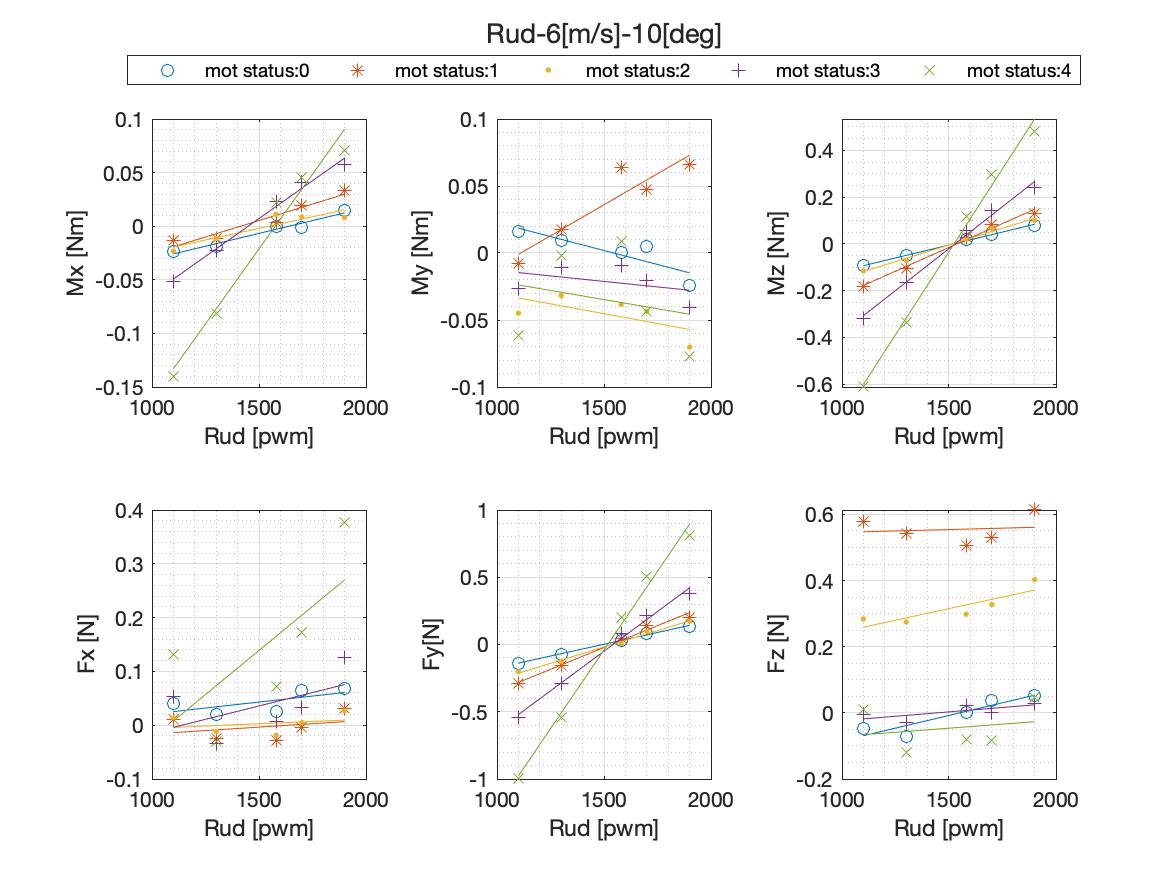 Rud-6[m/s]-10[deg]
mot status:0 mot status:1 mot status:2 mot status:3 mot status:4
0.1
0.05
0
-0.05
-0.1
-0.15
Mx [Nm]
1000 1500 2000
Rud [pwm]
0.1
0.05
0
-0.05
-0.1
My [Nm]
1000 1500 2000
Rud [pwm]
0.4
0.2
0
-0.2
-0.4
-0.6
Mz [Nm]
1000 1500 2000
Rud [pwm]
0.4
0.3
0.2
0.1
0
-0.1
Fx [N]
1000 1500 2000
Rud [pwm]
1
0.5
0
-0.5
-1
Fy[N]
1000 1500 2000
Rud [pwm]
0.6
0.4
0.2
0
-0.2
Fz [N]
1000 1500 2000
Rud [pwm]